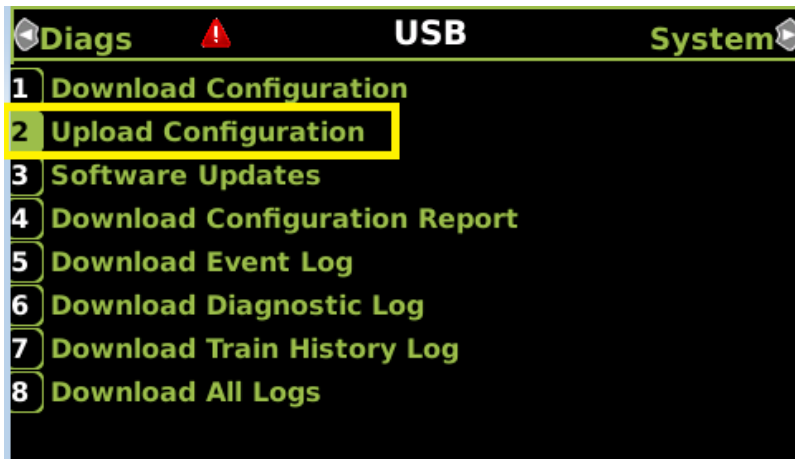 Diags USB System
1 Download Configuration
2 Upload Configuration
3 Software Updates
4 Download Configuration Report
5 Download Event Log
6 Download Diagnostic Log
7 Download Train History Log
8 Download All Logs